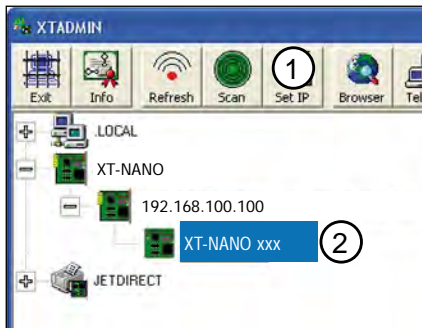 XTADMIN
1
Exit Info Refresh Scan Set IP Browser Tel
.LOCAL
XT-NANO
192.168.100.100
XT-NANO xxx 2
JETDIRECT